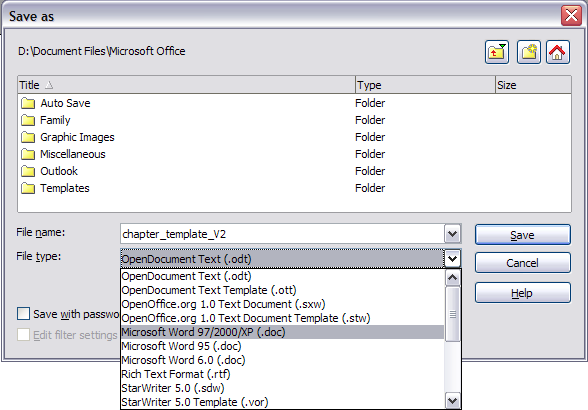 Save as
D:\Document Files\Microsoft Office
Title Type Size
Auto Save Folder
Family Folder
Graphic Images Folder
Miscellaneous Folder
Outlook Folder
Templates Folder
File name: chapter_template_V2 Save
File type: OpenDocument Text (.odt) Cancel
OpenDocument Text (.odt)
OpenDocument Text Template (.ott) Help
OpenOffice.org 1.0 Text Document (.sxw)
Save with passwo OpenOffice.org 1.0 Text Document Template (.stw)
Edit filter settings Microsoft Word 97/2000/XP (.doc)
Microsoft Word 95 (.doc)
Microsoft Word 6.0 (.doc)
Rich Text Format (.rtf)
StarWriter 5.0 (.sdw)
StarWriter 5.0 Template (.vor)